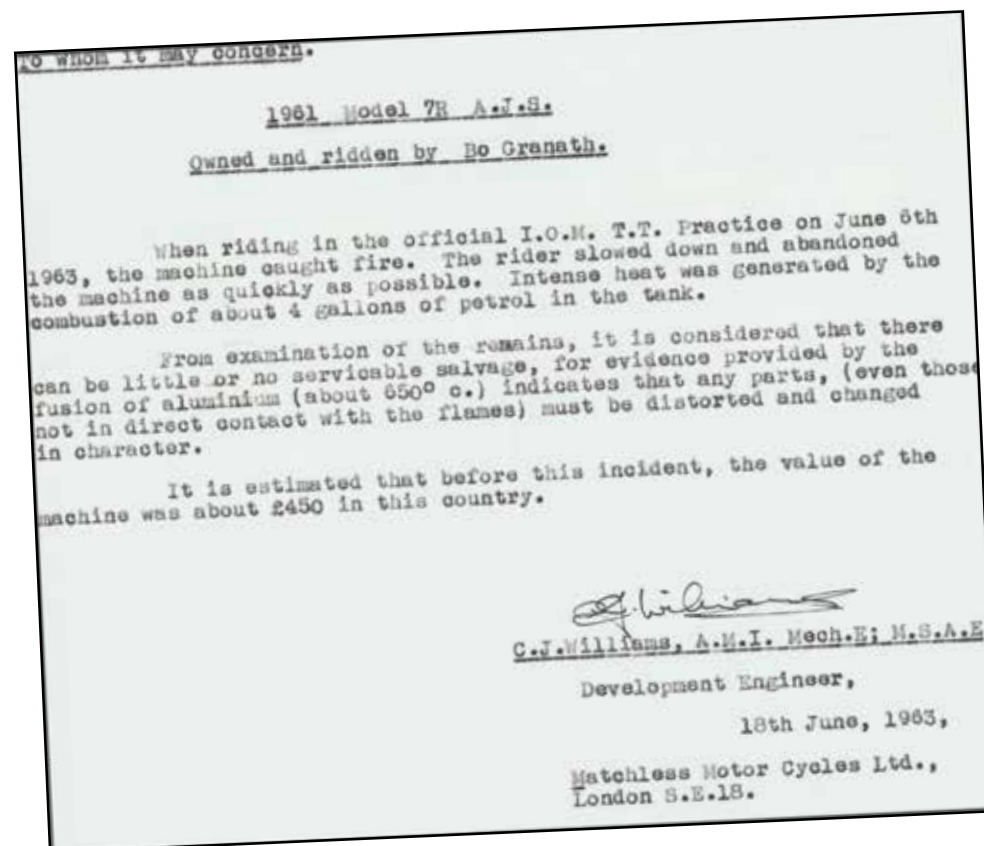 To whom it may concern.
1961 Model 7R A.J.S.
Owned and ridden by Bo Granath.
When riding in the official I.O.M. T.T. Practice on June 6th
1963, the machine caught fire. The rider slowed down and abandoned
the machine as quickly as possible. Intense heat was generated by the
combustion of about 4 gallons of petrol in the tank.
From examination of the remains, it is considered that there
can be little or no servicable salvage, for evidence provided by the
fusion of aluminium (about 650° c.) indicates that any parts, (even those
not in direct contact with the flames) must be distorted and changed
in character.
It is estimated that before this incident, the value of the
machine was about £450 in this country.
C.J.Williams
C.J.Williams, A.M.I. Mech.E; M.S.A.E
Development Engineer,
18th June, 1963,
Matchless Motor Cycles Ltd.,
London S.E.18.